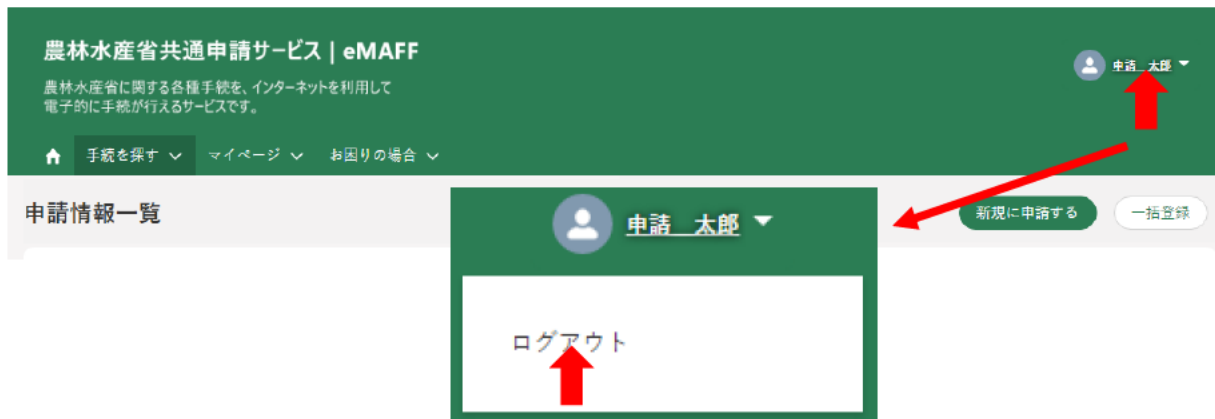 農林水産省共通申請サービス | eMAFF
農林水産省に関する各種手続を、インターネットを利用して
電子的に手続が行えるサービスです。
申請 太郎
手続を探す マイページ お困りの場合
申請情報一覧
新規に申請する 一括登録
申請 太郎
ログアウト